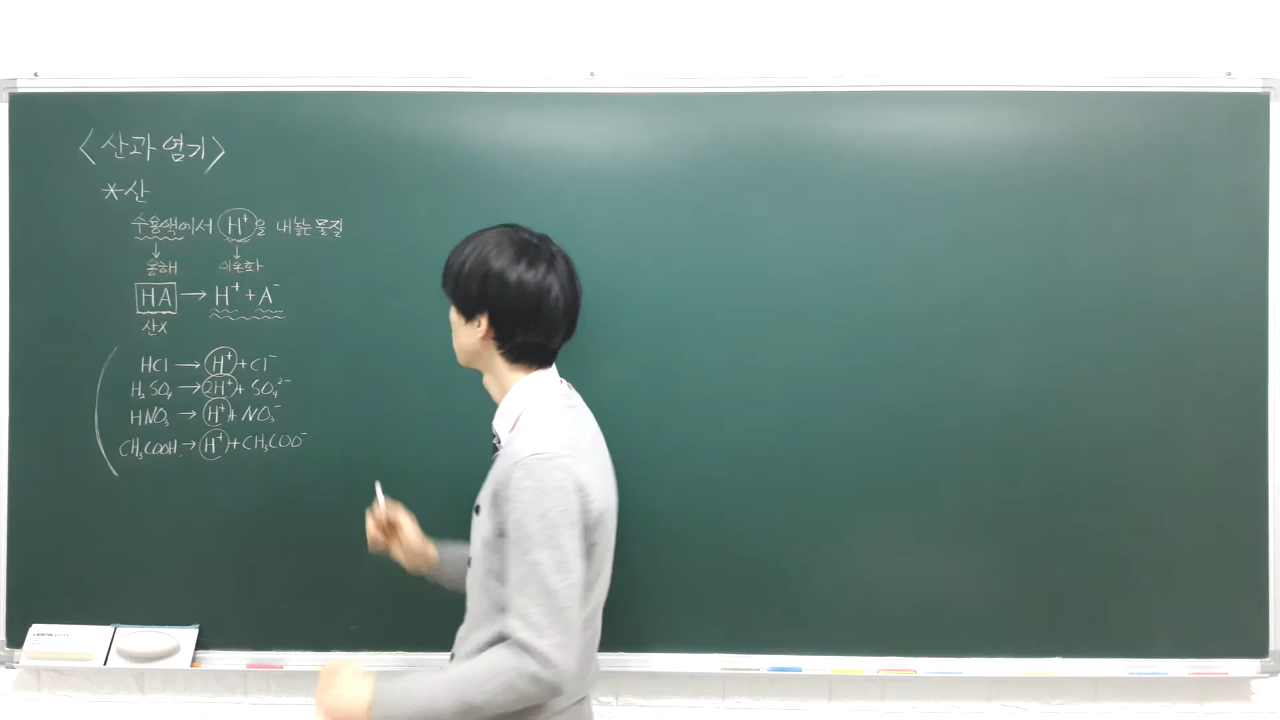 <산과 염기>
*산
수용액에서 H⁺을 내놓는 물질
↓ ↓
용해 이온화
HA → H⁺ + A⁻
산X
HCl → H⁺ + Cl⁻
H₂SO₄ → 2H⁺ + SO₄²⁻
HNO₃ → H⁺ + NO₃⁻
CH₃COOH → H⁺ + CH₃COO⁻